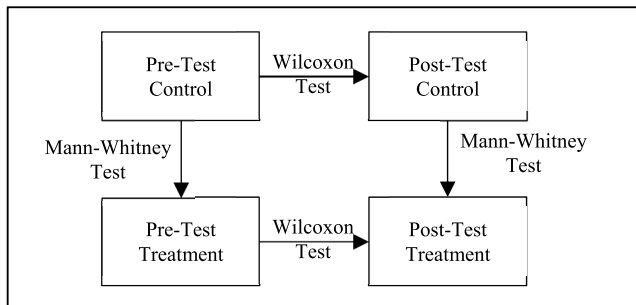 Pre-Test
Control
Wilcoxon
Test
Post-Test
Control
Mann-Whitney
Test
Mann-Whitney
Test
Pre-Test
Treatment
Wilcoxon
Test
Post-Test
Treatment